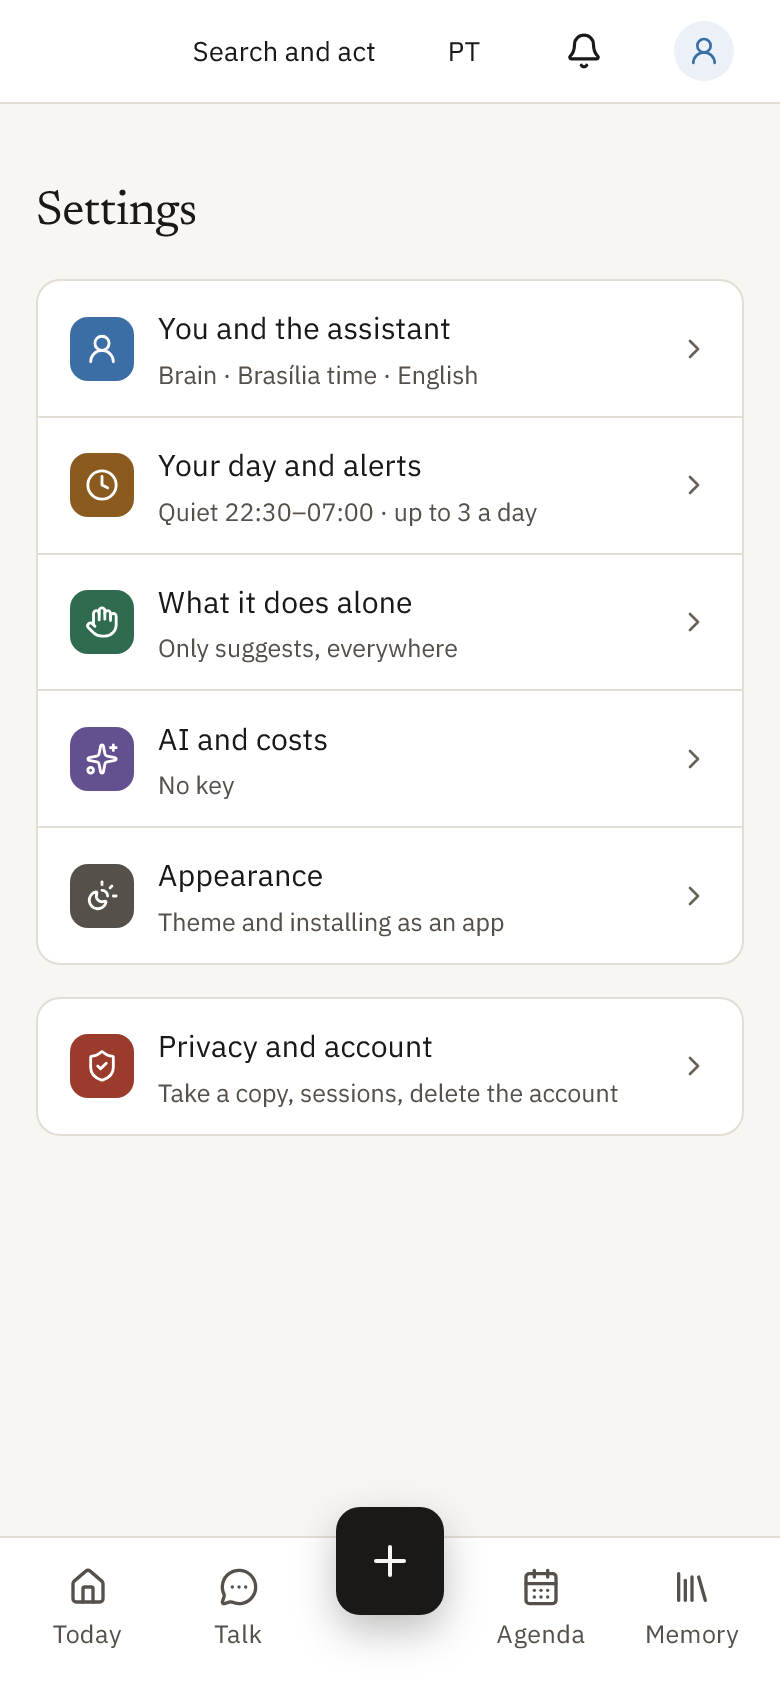 Search and act
PT
Settings
You and the assistant
Brain · Brasília time · English
Your day and alerts
Quiet 22:30–07:00 · up to 3 a day
What it does alone
Only suggests, everywhere
AI and costs
No key
Appearance
Theme and installing as an app
Privacy and account
Take a copy, sessions, delete the account
Today
Talk
Agenda
Memory